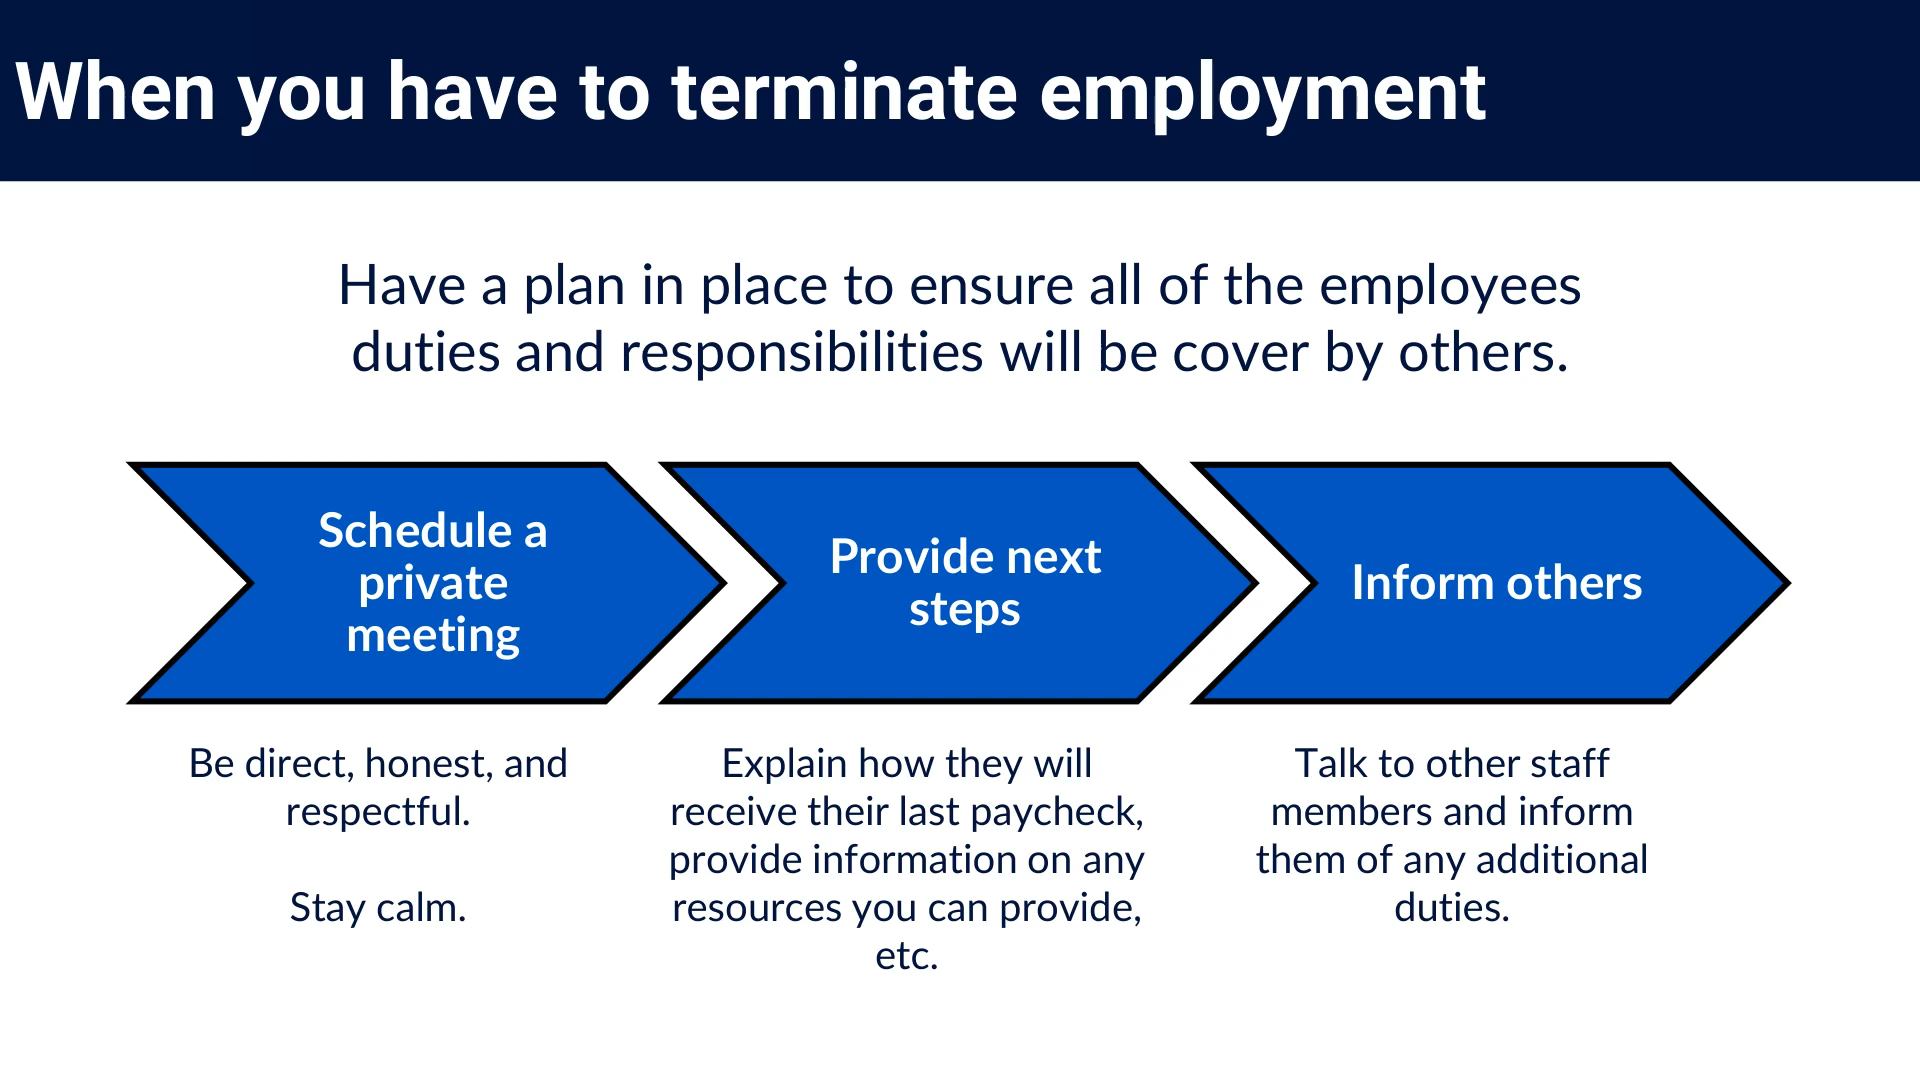 When you have to terminate employment
Have a plan in place to ensure all of the employees
duties and responsibilities will be cover by others.
Schedule a
private
meeting
Be direct, honest, and
respectful.
Stay calm.
Provide next
steps
Explain how they will
receive their last paycheck,
provide information on any
resources you can provide,
etc.
Inform others
Talk to other staff
members and inform
them of any additional
duties.